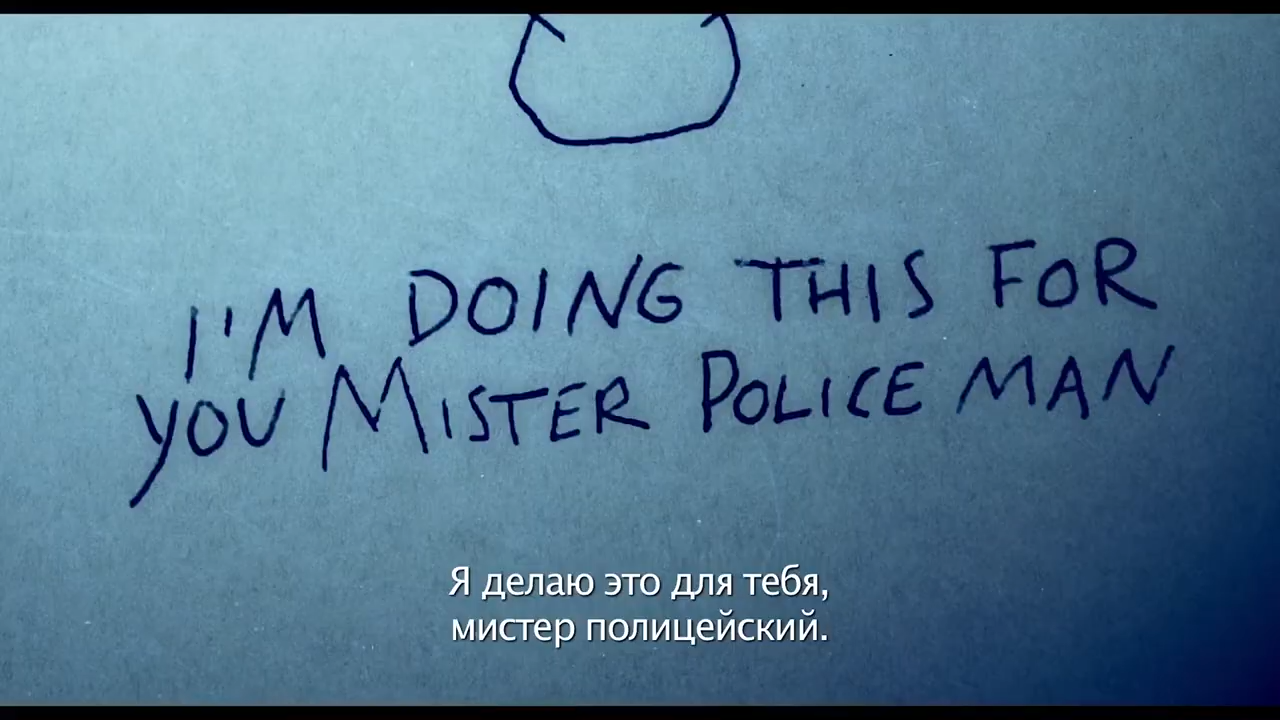 I'M DOING THIS FOR
YOU MISTER POLICE MAN
Я делаю это для тебя,
мистер полицейский.